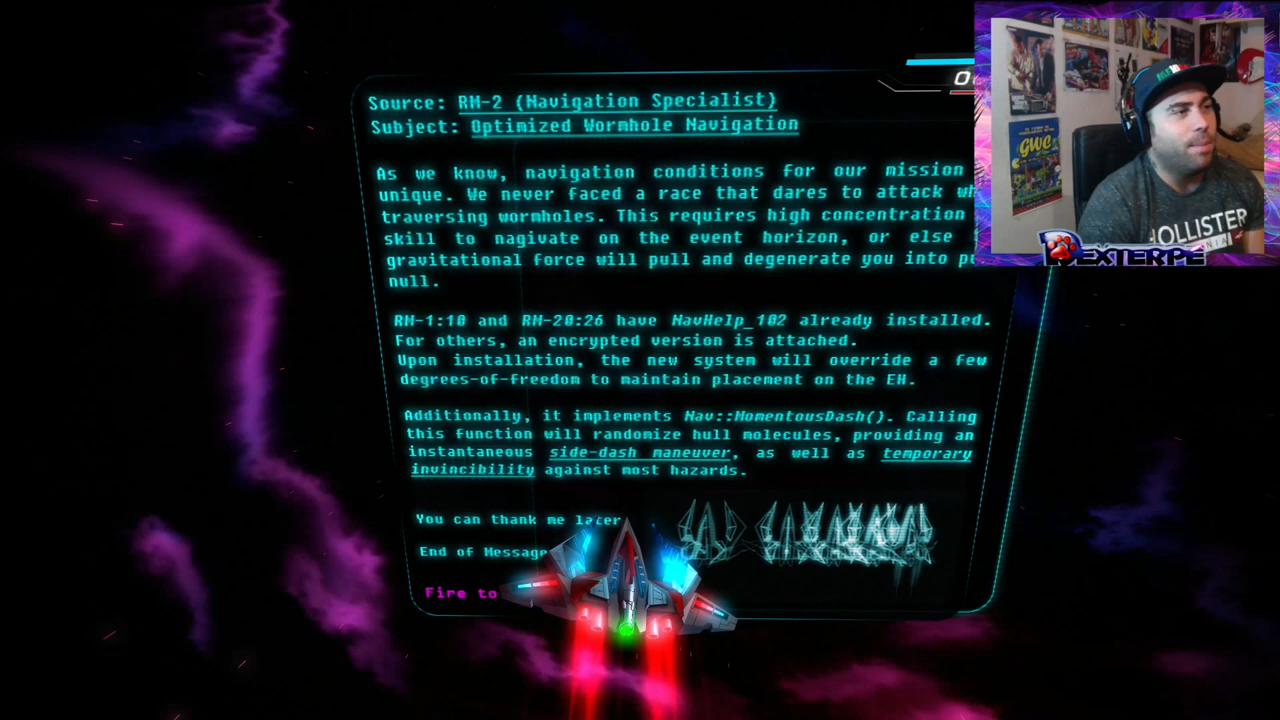 Source: RM-2 (Navigation Specialist)
Subject: Optimized Wormhole Navigation
As we know, navigation conditions for our mission
unique. We never faced a race that dares to attack
traversing wormholes. This requires high concentration
skill to nagivate on the event horizon, or else
gravitational force will pull and degenerate you into
null.
RM-1:10 and RM-20:26 have NavHelp_102 already installed.
For others, an encrypted version is attached.
Upon installation, the new system will override a few
degrees-of-freedom to maintain placement on the EH.
Additionally, it implements Nav::MomentousDash(). Calling
this function will randomize hull molecules, providing an
instantaneous side-dash maneuver, as well as temporary
invincibility against most hazards.
You can thank me later
End of Message
Fire to
GWC
HOLLISTER
DEXTERPE